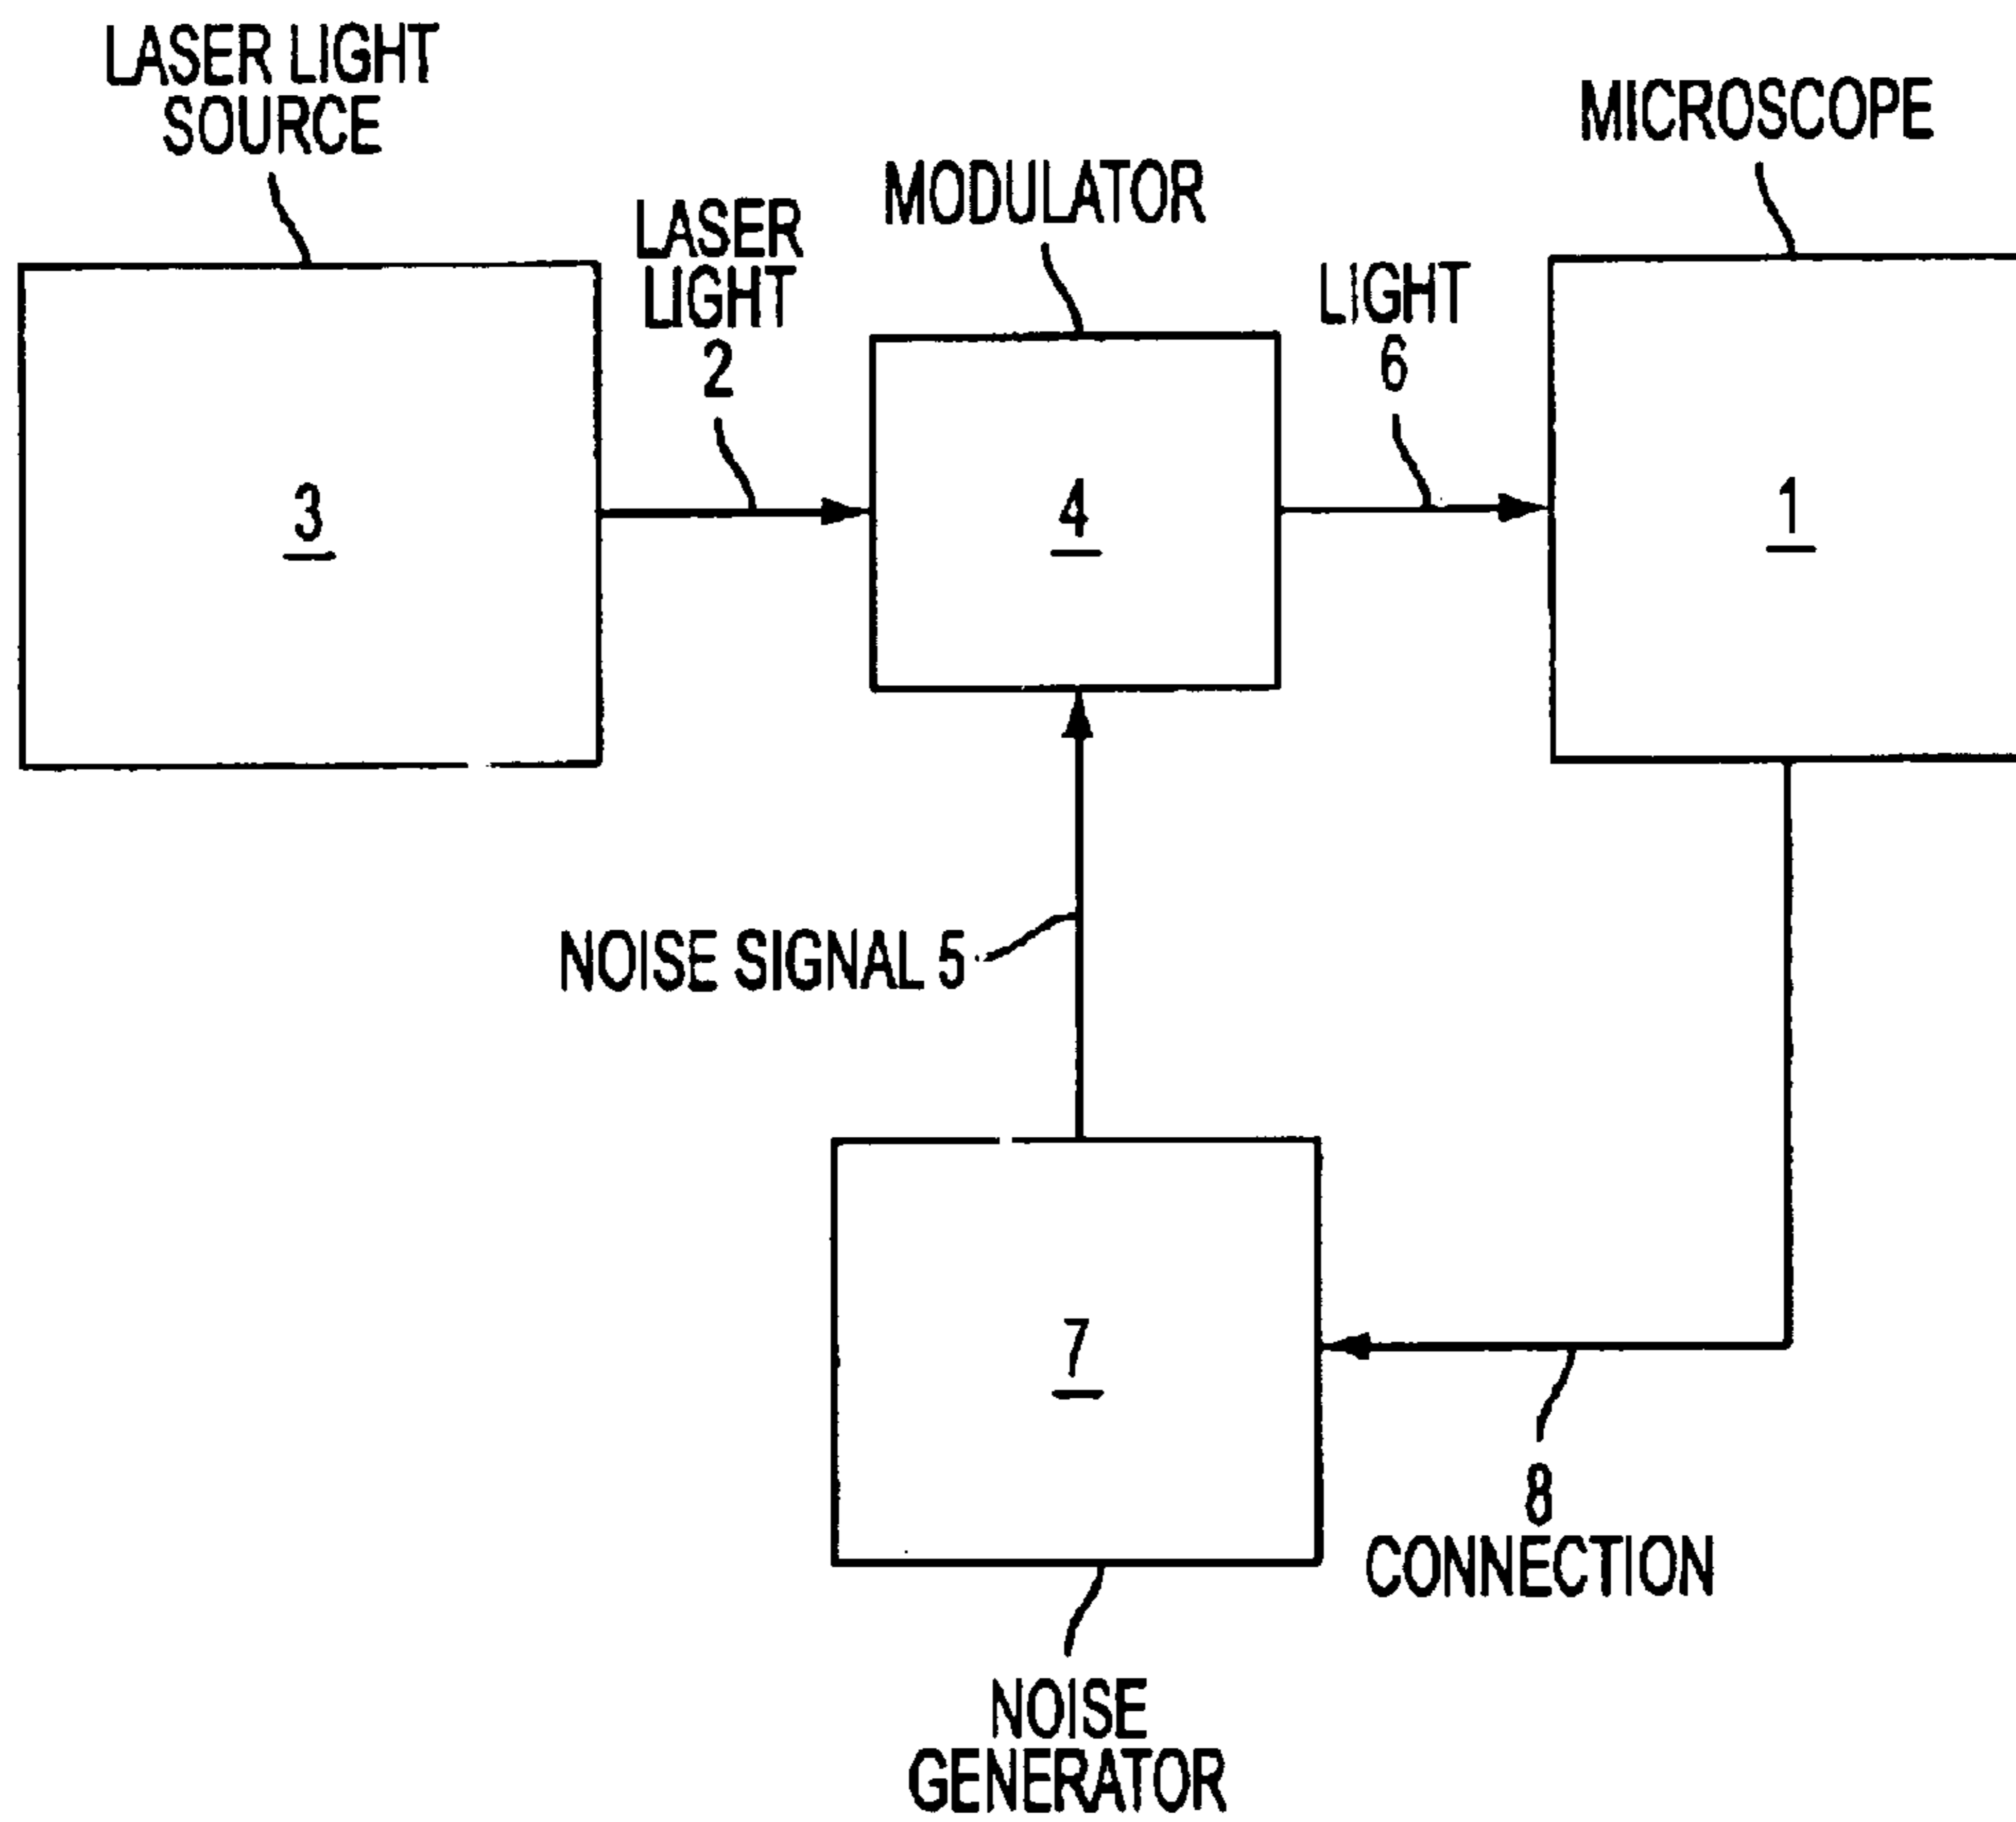 LASER LIGHT
SOURCE
MICROSCOPE
MODULATOR
LASER
LIGHT
2
LIGHT
6
3
4
1
NOISE SIGNAL 5
7
8
CONNECTION
NOISE
GENERATOR